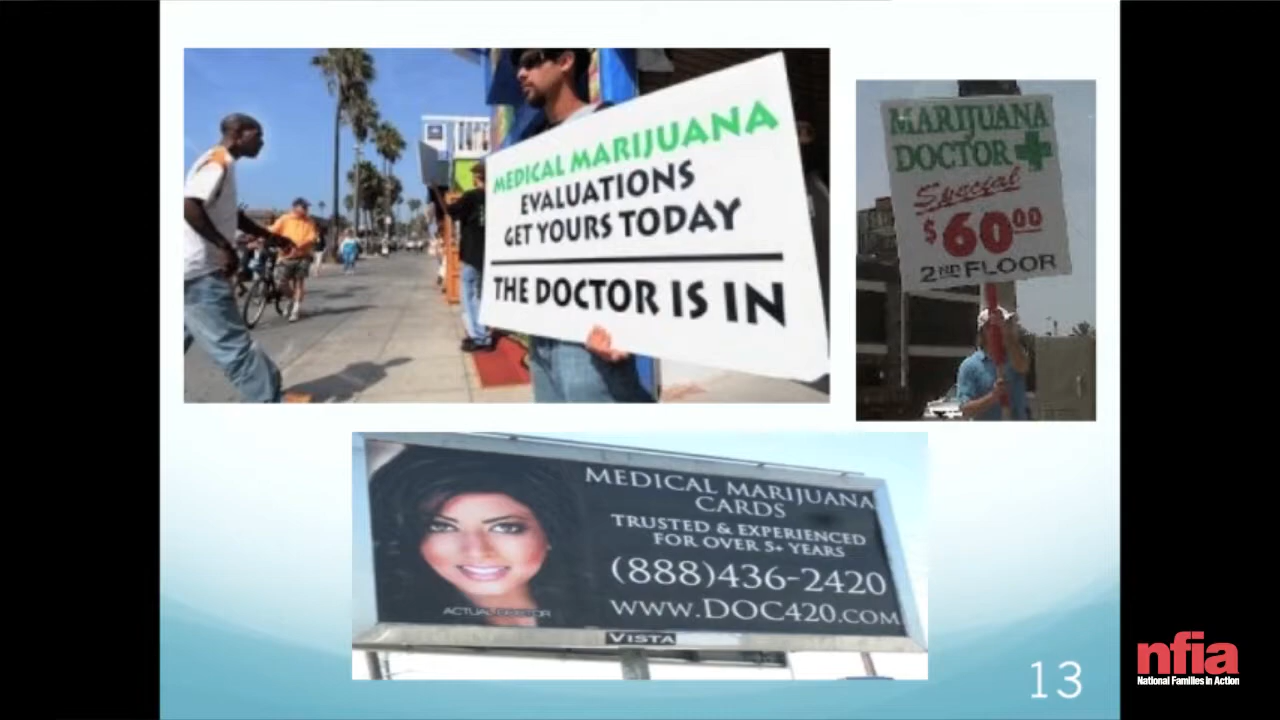 MEDICAL MARIJUANA
EVALUATIONS
GET YOURS TODAY
THE DOCTOR IS IN
MARIJUANA
DOCTOR
Special
$60.00
2ND FLOOR
MEDICAL MARIJUANA
CARDS
TRUSTED & EXPERIENCED
FOR OVER 5+ YEARS
(888)436-2420
WWW.DOC420.COM
ACTUAL DOCTOR
VISTA
13
nfia
National Families in Action